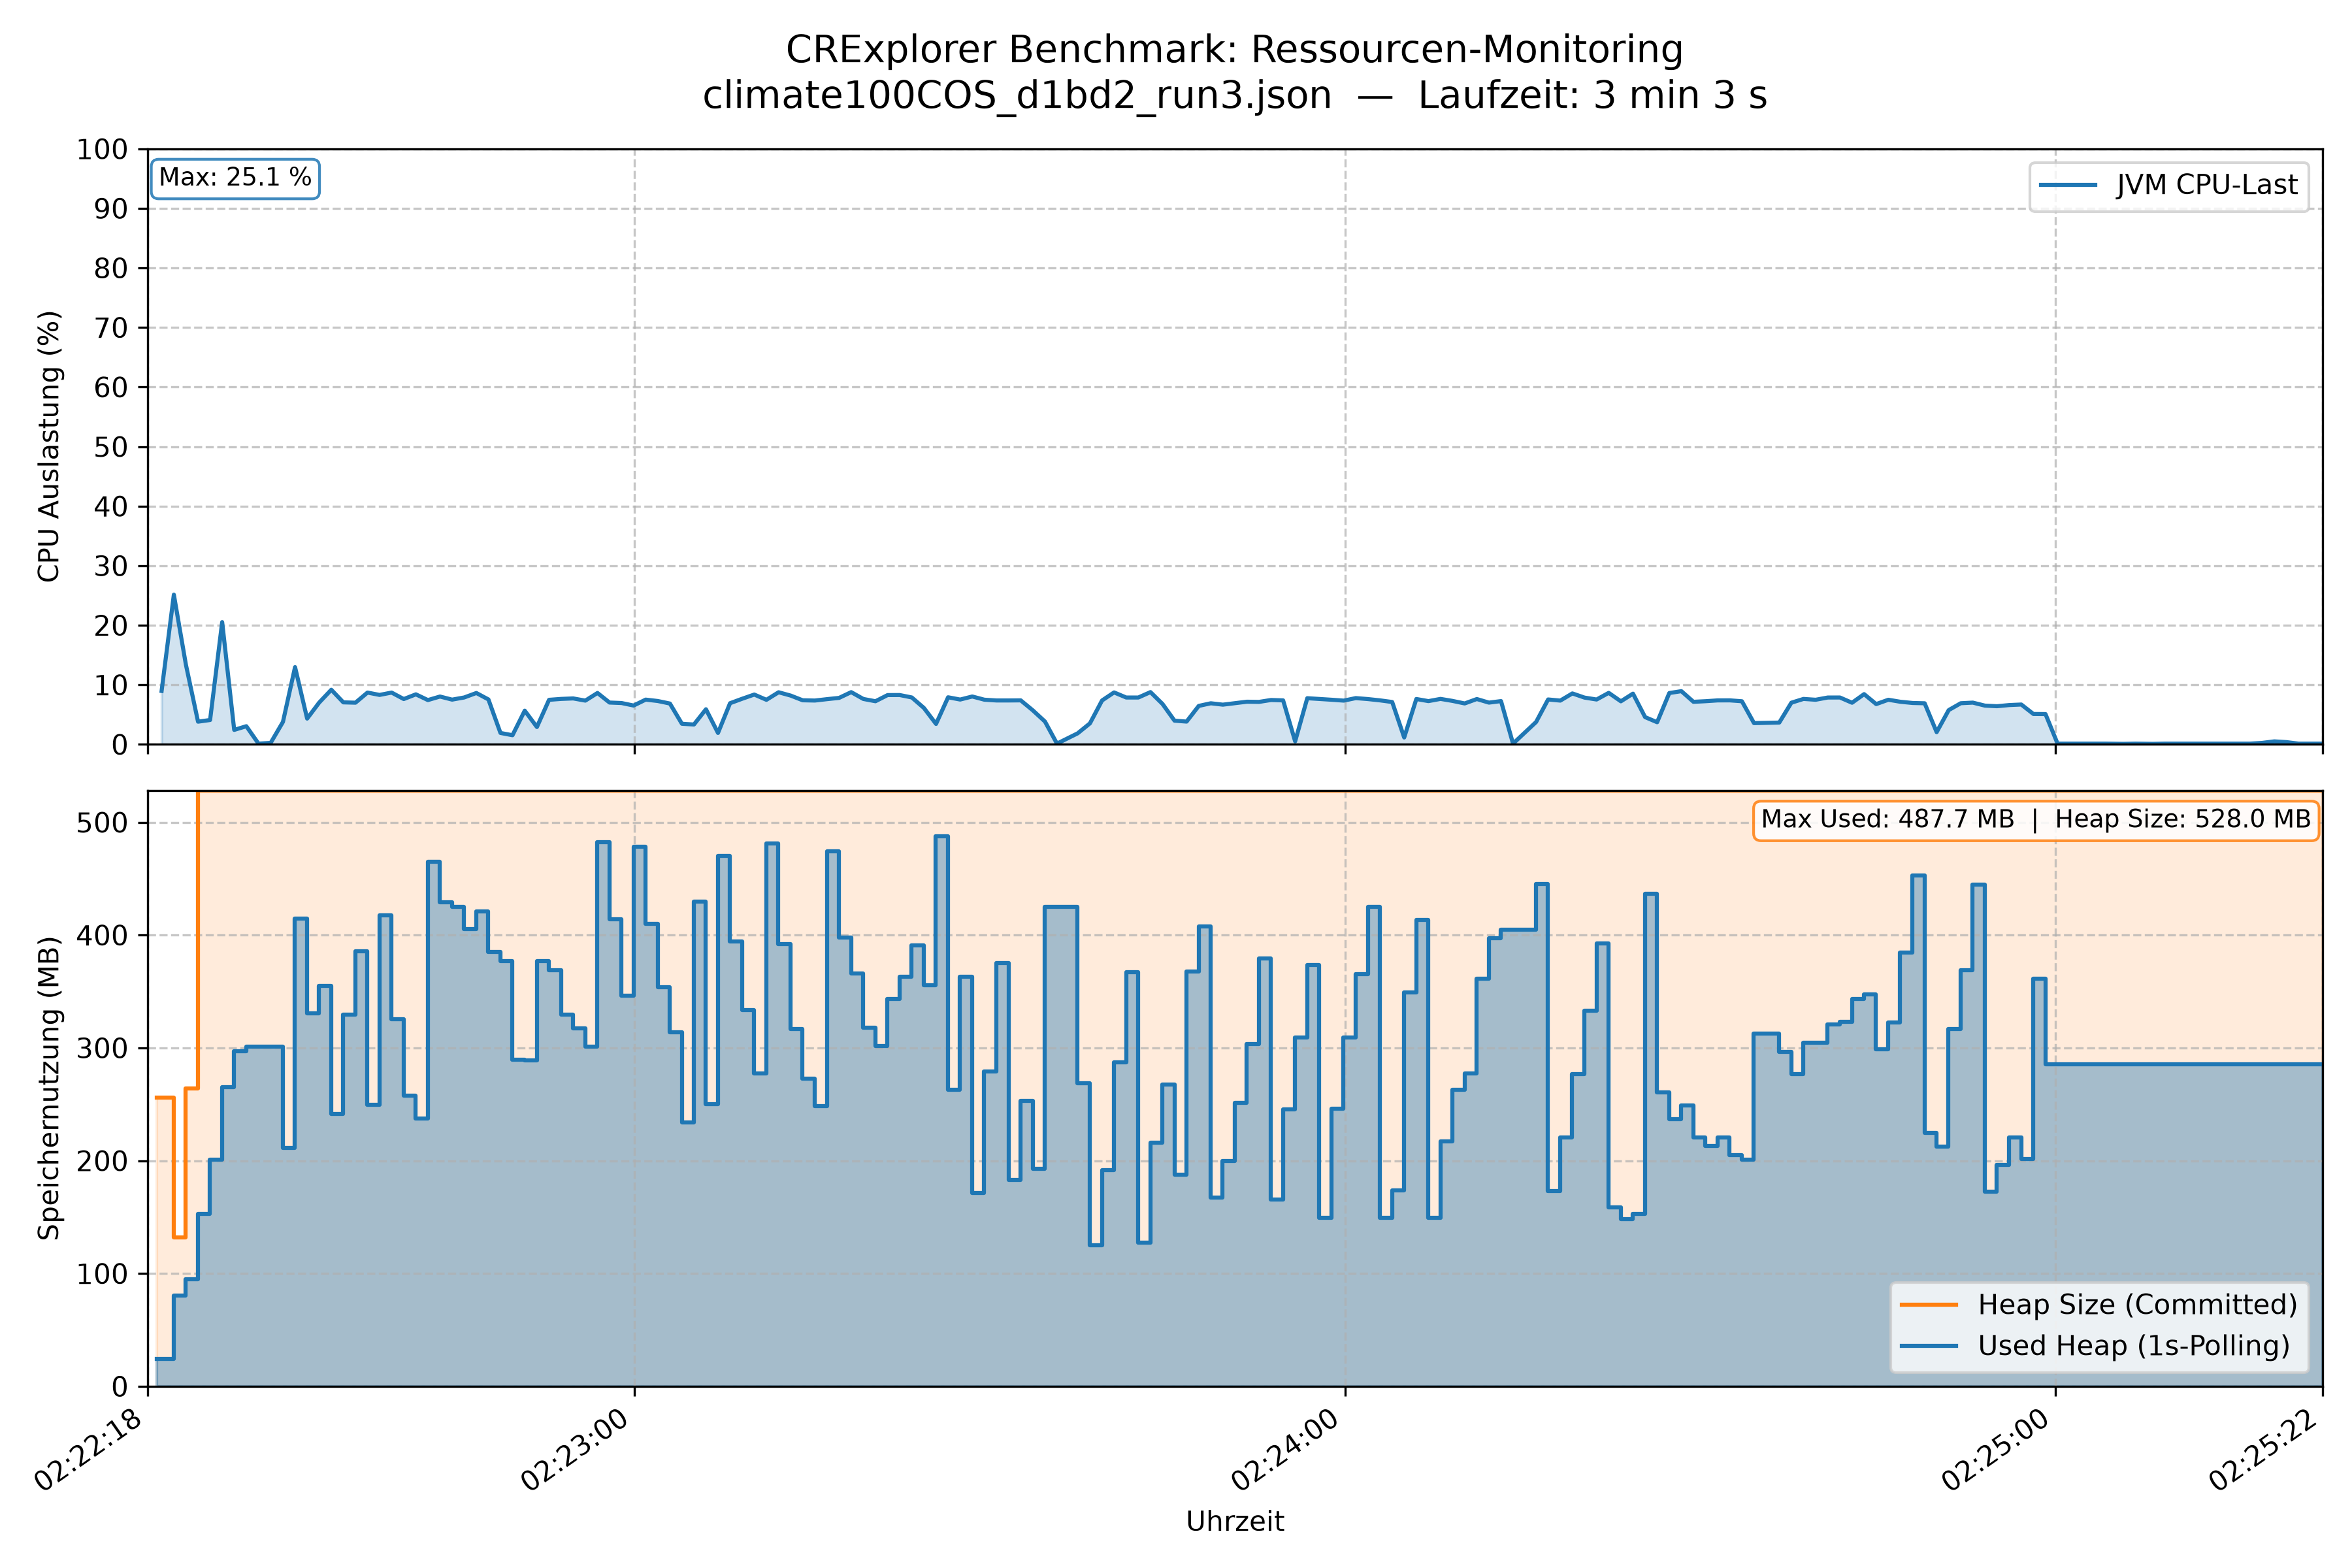 CRExplorer Benchmark: Ressourcen-Monitoring
climate100COS_d1bd2_run3.json — Laufzeit: 3 min 3 s
Max: 25.1 %
JVM CPU-Last
CPU Auslastung (%)
100
90
80
70
60
50
40
30
20
10
0
Max Used: 487.7 MB | Heap Size: 528.0 MB
Speichernutzung (MB)
500
400
300
200
100
0
Heap Size (Committed)
Used Heap (1s-Polling)
02:22:18
02:23:00
02:24:00
02:25:00
02:25:22
Uhrzeit